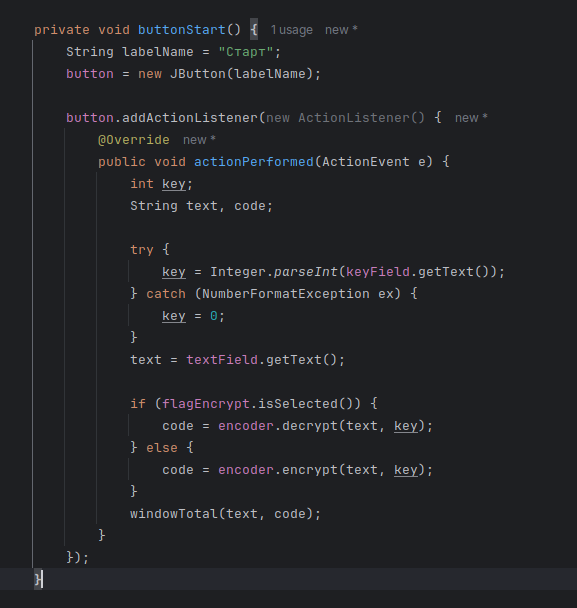 private void buttonStart() { 1 usage new *
String labelName = "Старт";
button = new JButton(labelName);
button.addActionListener(new ActionListener() { new *
@Override new *
public void actionPerformed(ActionEvent e) {
int key;
String text, code;
try {
key = Integer.parseInt(keyField.getText());
} catch (NumberFormatException ex) {
key = 0;
}
text = textField.getText();
if (flagEncrypt.isSelected()) {
code = encoder.decrypt(text, key);
} else {
code = encoder.encrypt(text, key);
}
windowTotal(text, code);
}
});
}